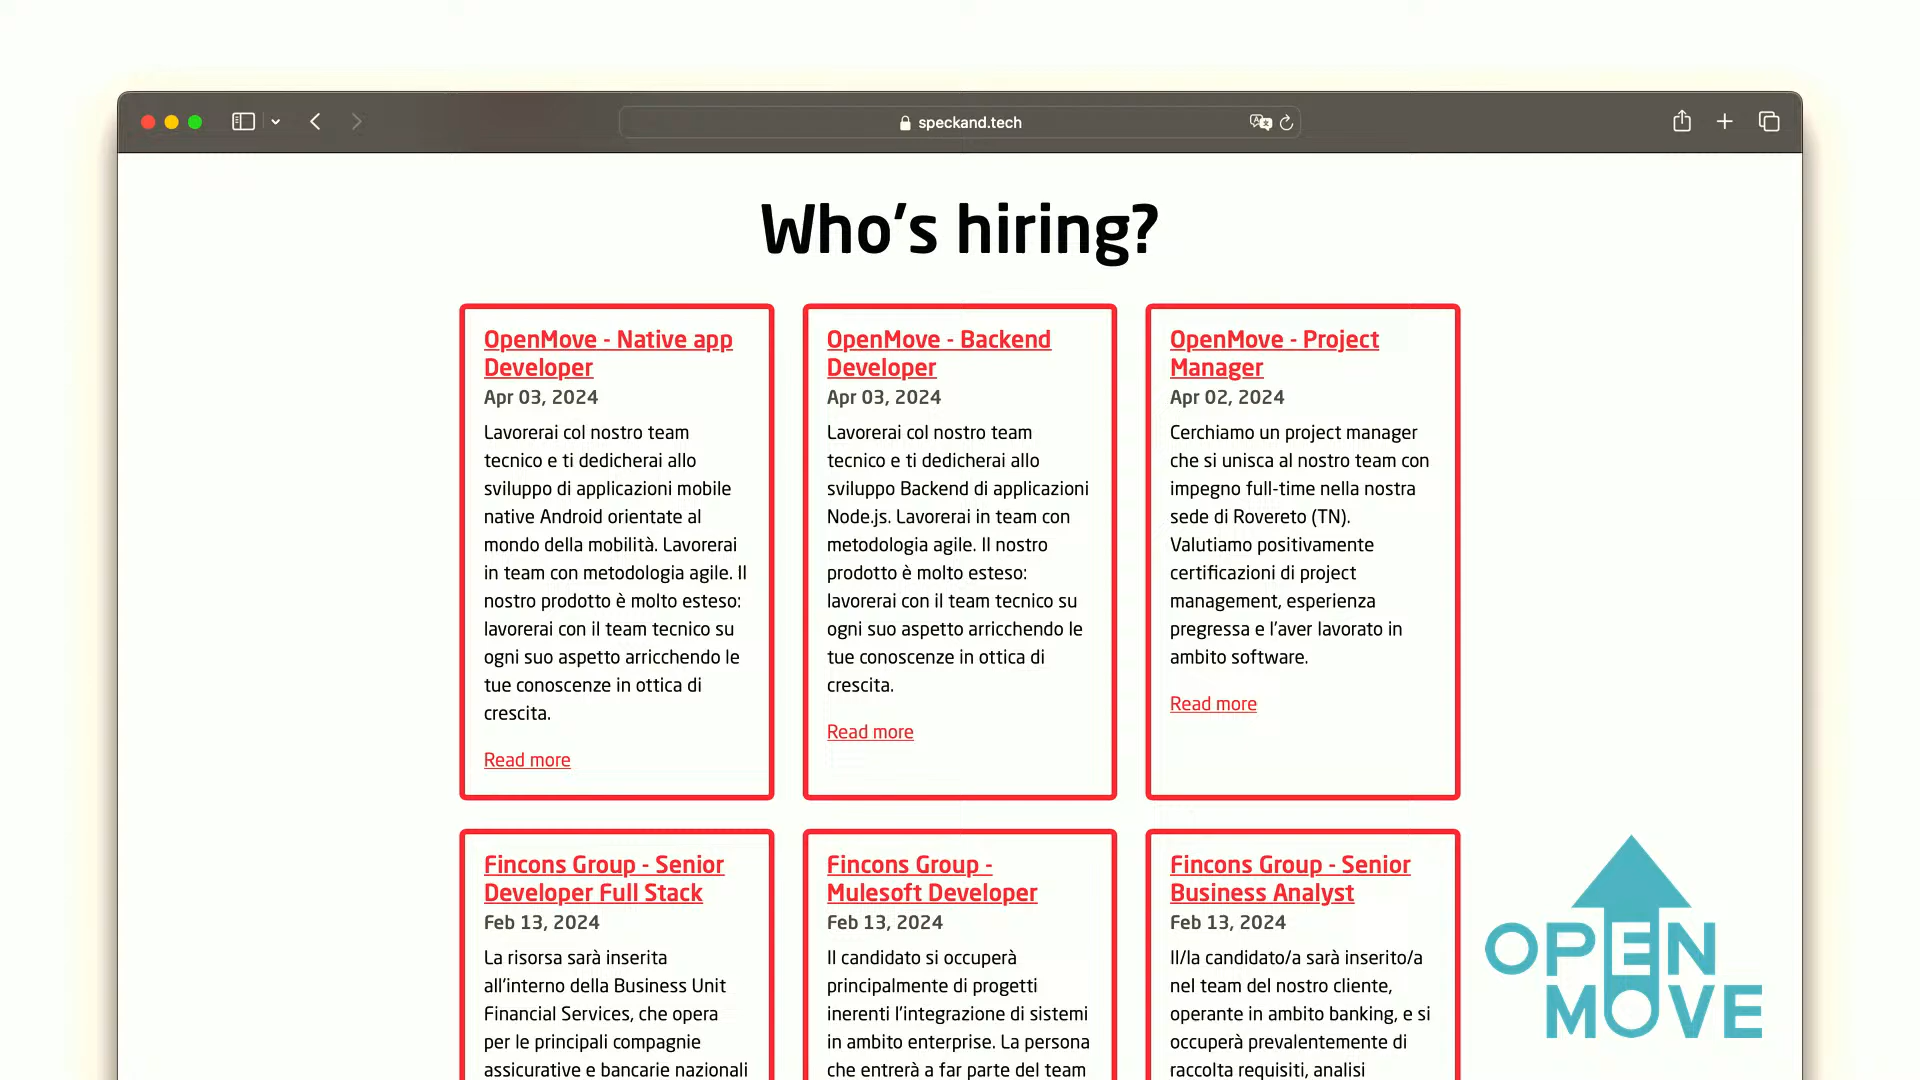 speckand.tech
Who's hiring?
OpenMove - Native app
Developer
Apr 03, 2024
Lavorerai col nostro team
tecnico e ti dedicherai allo
sviluppo di applicazioni mobile
native Android orientate al
mondo della mobilità. Lavorerai
in team con metodologia agile. Il
nostro prodotto è molto esteso:
lavorerai con il team tecnico su
ogni suo aspetto arricchendo le
tue conoscenze in ottica di
crescita.
Read more
OpenMove - Backend
Developer
Apr 03, 2024
Lavorerai col nostro team
tecnico e ti dedicherai allo
sviluppo Backend di applicazioni
Node.js. Lavorerai in team con
metodologia agile. Il nostro
prodotto è molto esteso:
lavorerai con il team tecnico su
ogni suo aspetto arricchendo le
tue conoscenze in ottica di
crescita.
Read more
OpenMove - Project
Manager
Apr 02, 2024
Cerchiamo un project manager
che si unisca al nostro team con
impegno full-time nella nostra
sede di Rovereto (TN).
Valutiamo positivamente
certificazioni di project
management, esperienza
pregressa e l'aver lavorato in
ambito software.
Read more
Fincons Group - Senior
Developer Full Stack
Feb 13, 2024
La risorsa sarà inserita
all'interno della Business Unit
Financial Services, che opera
per le principali compagnie
assicurative e bancarie nazionali
Fincons Group -
Mulesoft Developer
Feb 13, 2024
Il candidato si occuperà
principalmente di progetti
inerenti l'integrazione di sistemi
in ambito enterprise. La persona
che entrerà a far parte del team
Fincons Group - Senior
Business Analyst
Feb 13, 2024
Il/la candidato/a sarà inserito/a
nel team del nostro cliente,
operante in ambito banking, e si
occuperà prevalentemente di
raccolta requisiti, analisi
OPEN
MOVE